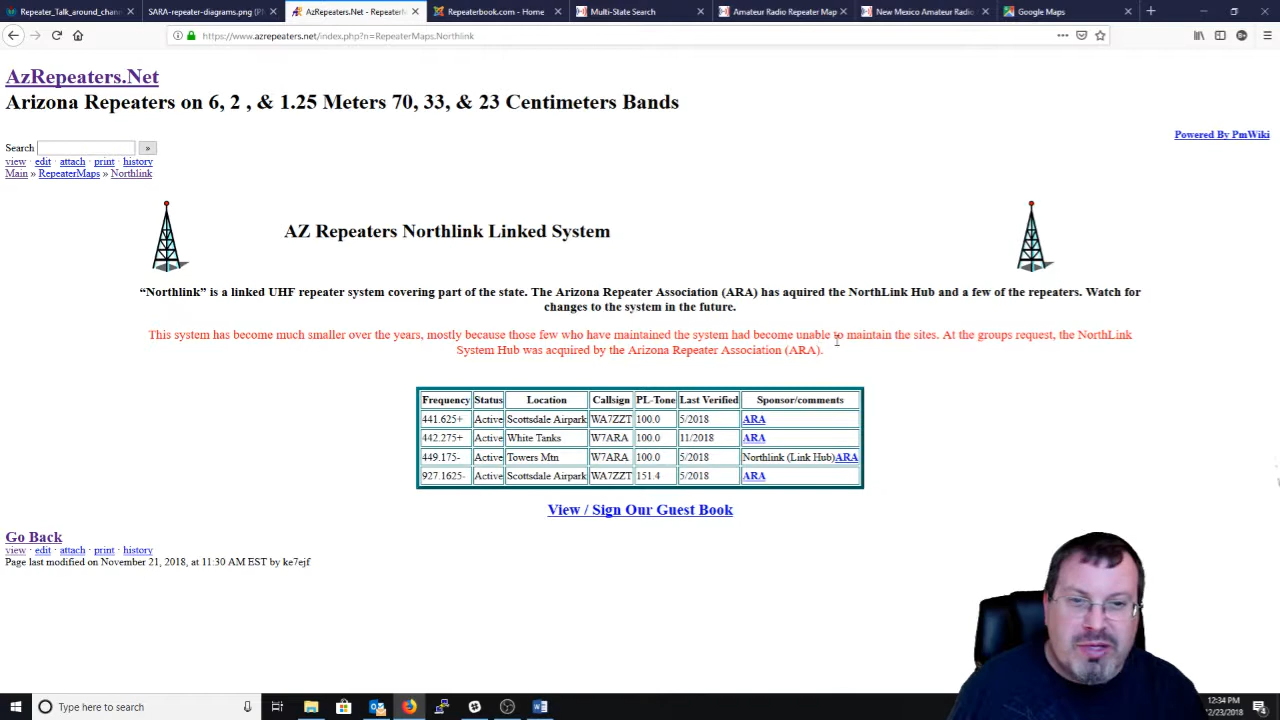 Repeater_Talk_around_chann
SARA-repeater-diagrams.png (PN
AzRepeaters.Net - Repeaterf
Repeaterbook.com - Home
Multi-State Search
Amateur Radio Repeater Map
New Mexico Amateur Radio
Google Maps
https://www.azrepeaters.net/index.php?n=RepeaterMaps.Northlink
AzRepeaters.Net
Arizona Repeaters on 6, 2 , & 1.25 Meters 70, 33, & 23 Centimeters Bands
Powered By PmWiki
Search »
view · edit · attach · print · history
Main » RepeaterMaps » Northlink
AZ Repeaters Northlink Linked System
“Northlink” is a linked UHF repeater system covering part of the state. The Arizona Repeater Association (ARA) has aquired the NorthLink Hub and a few of the repeaters. Watch for
changes to the system in the future.
This system has become much smaller over the years, mostly because those few who have maintained the system had become unable to maintain the sites. At the groups request, the NorthLink
System Hub was acquired by the Arizona Repeater Association (ARA).
Frequency Status Location Callsign PL-Tone Last Verified Sponsor/comments
441.625+ Active Scottsdale Airpark WA7ZZT 100.0 5/2018 ARA
442.275+ Active White Tanks W7ARA 100.0 11/2018 ARA
449.175- Active Towers Mtn W7ARA 100.0 5/2018 Northlink (Link Hub)ARA
927.1625- Active Scottsdale Airpark WA7ZZT 151.4 5/2018 ARA
View / Sign Our Guest Book
Go Back
view · edit · attach · print · history
Page last modified on November 21, 2018, at 11:30 AM EST by ke7ejf
Type here to search
12:34 PM
12/23/2018